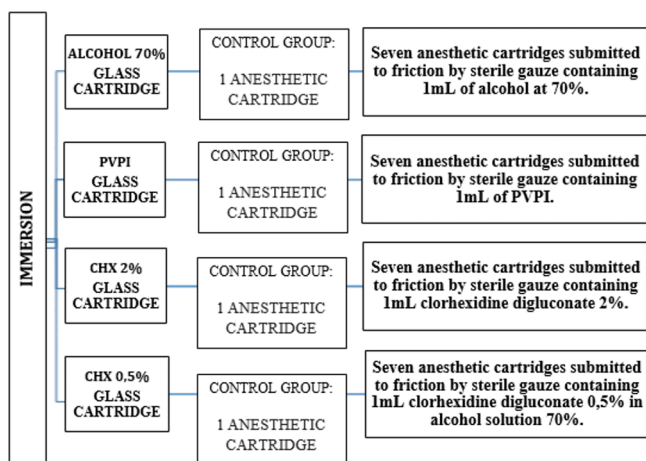 IMMERSION
ALCOHOL 70%
GLASS
CARTRIDGE
CONTROL GROUP:
1 ANESTHETIC
CARTRIDGE
Seven anesthetic cartridges submitted
to friction by sterile gauze containing
1mL of alcohol at 70%.
PVPI
GLASS
CARTRIDGE
CONTROL GROUP:
1 ANESTHETIC
CARTRIDGE
Seven anesthetic cartridges submitted
to friction by sterile gauze containing
1mL of PVPI.
CHX 2%
GLASS
CARTRIDGE
CONTROL GROUP:
1 ANESTHETIC
CARTRIDGE
Seven anesthetic cartridges submitted
to friction by sterile gauze containing
1mL clorhexidine digluconate 2%.
CHX 0,5%
GLASS
CARTRIDGE
CONTROL GROUP:
1 ANESTHETIC
CARTRIDGE
Seven anesthetic cartridges submitted
to friction by sterile gauze containing
1mL clorhexidine digluconate 0,5% in
alcohol solution 70%.